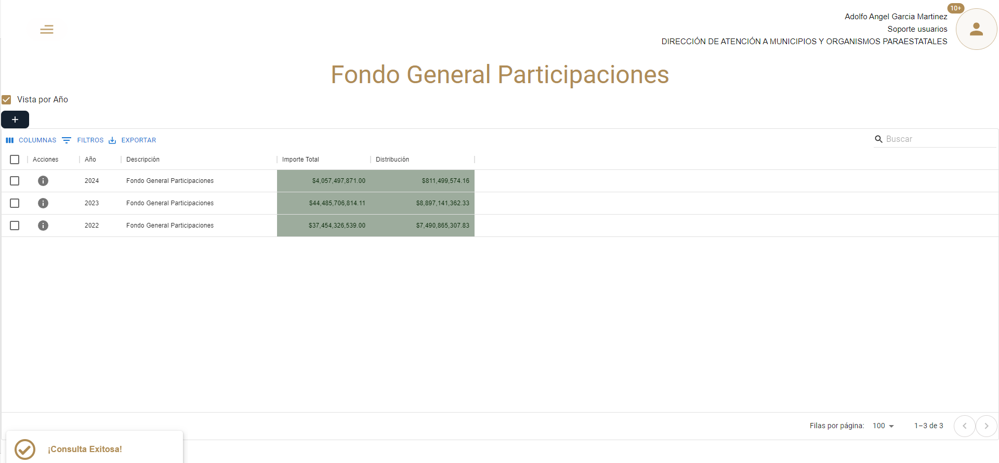 10+
Adolfo Angel Garcia Martinez
Soporte usuarios
DIRECCIÓN DE ATENCIÓN A MUNICIPIOS Y ORGANISMOS PARAESTATALES
Fondo General Participaciones
Vista por Año
+
COLUMNAS FILTROS EXPORTAR Buscar
Acciones Año Descripción Importe Total Distribución
2024 Fondo General Participaciones $4,057,497,871.00 $811,499,574.16
2023 Fondo General Participaciones $44,485,706,814.11 $8,897,141,362.33
2022 Fondo General Participaciones $37,454,326,539.00 $7,490,865,307.83
Filas por página: 100 1–3 de 3
¡Consulta Exitosa!